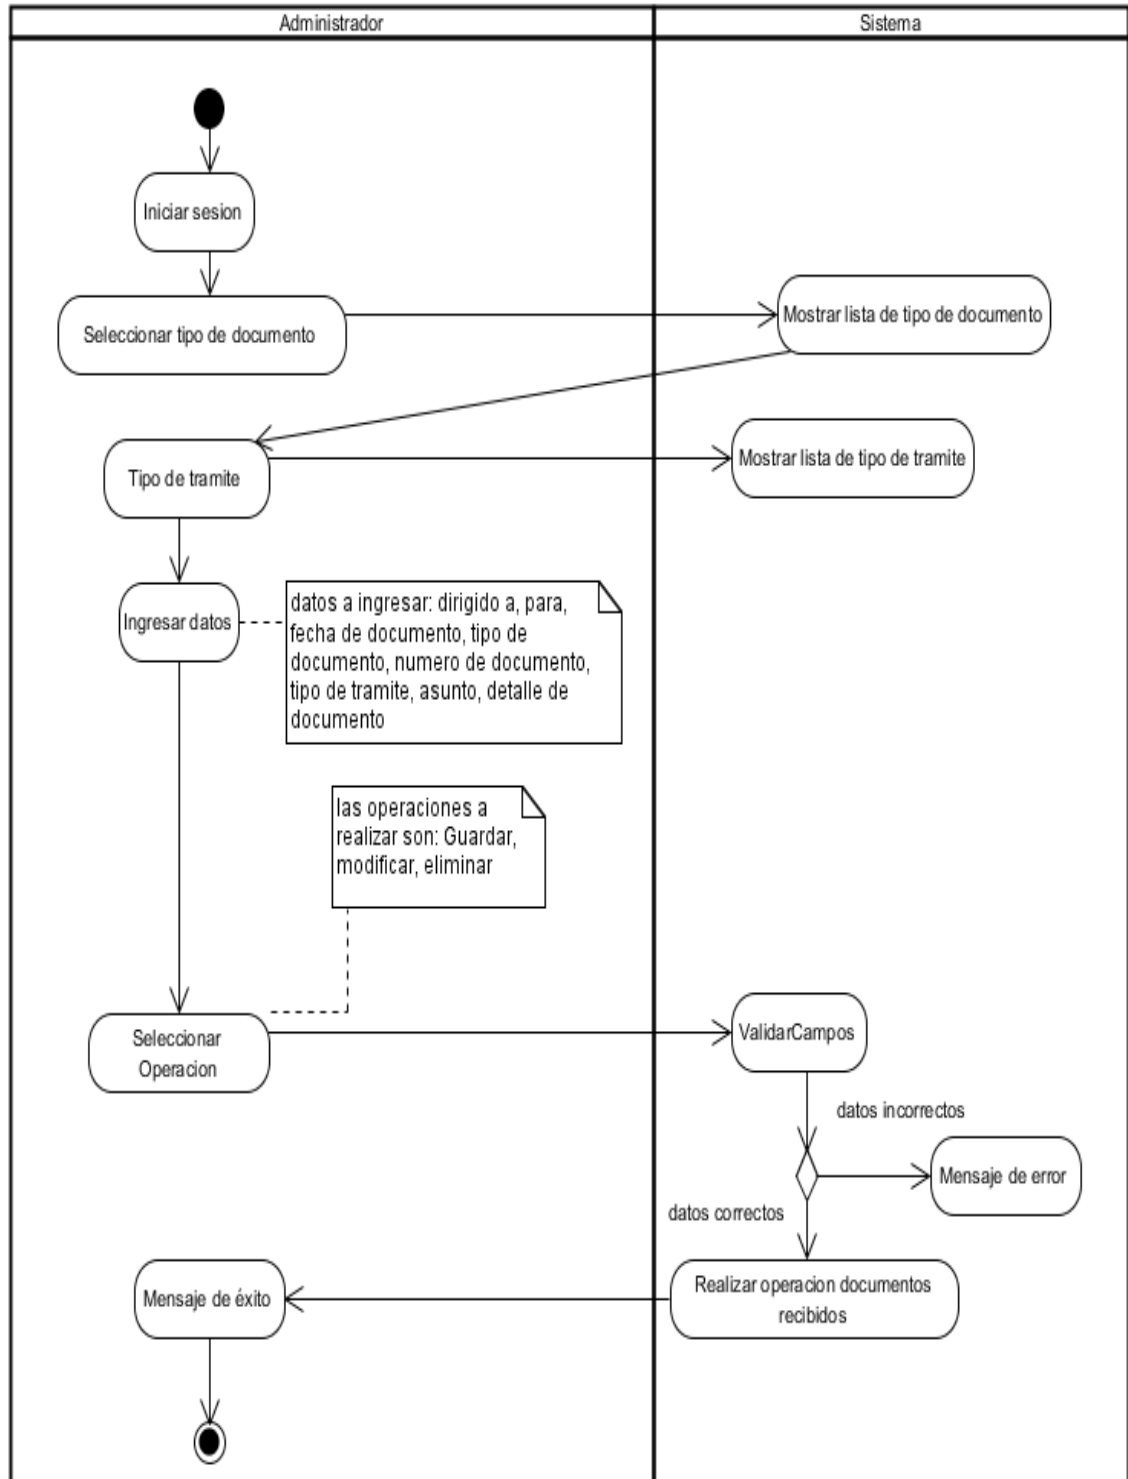 Administrador
Sistema
Iniciar sesion
Seleccionar tipo de documento
Mostrar lista de tipo de documento
Tipo de tramite
Mostrar lista de tipo de tramite
Ingresar datos
datos a ingresar: dirigido a, para,
fecha de documento, tipo de
documento, numero de documento,
tipo de tramite, asunto, detalle de
documento
las operaciones a
realizar son: Guardar,
modificar, eliminar
Seleccionar
Operacion
ValidarCampos
datos incorrectos
Mensaje de error
datos correctos
Realizar operacion documentos
recibidos
Mensaje de éxito